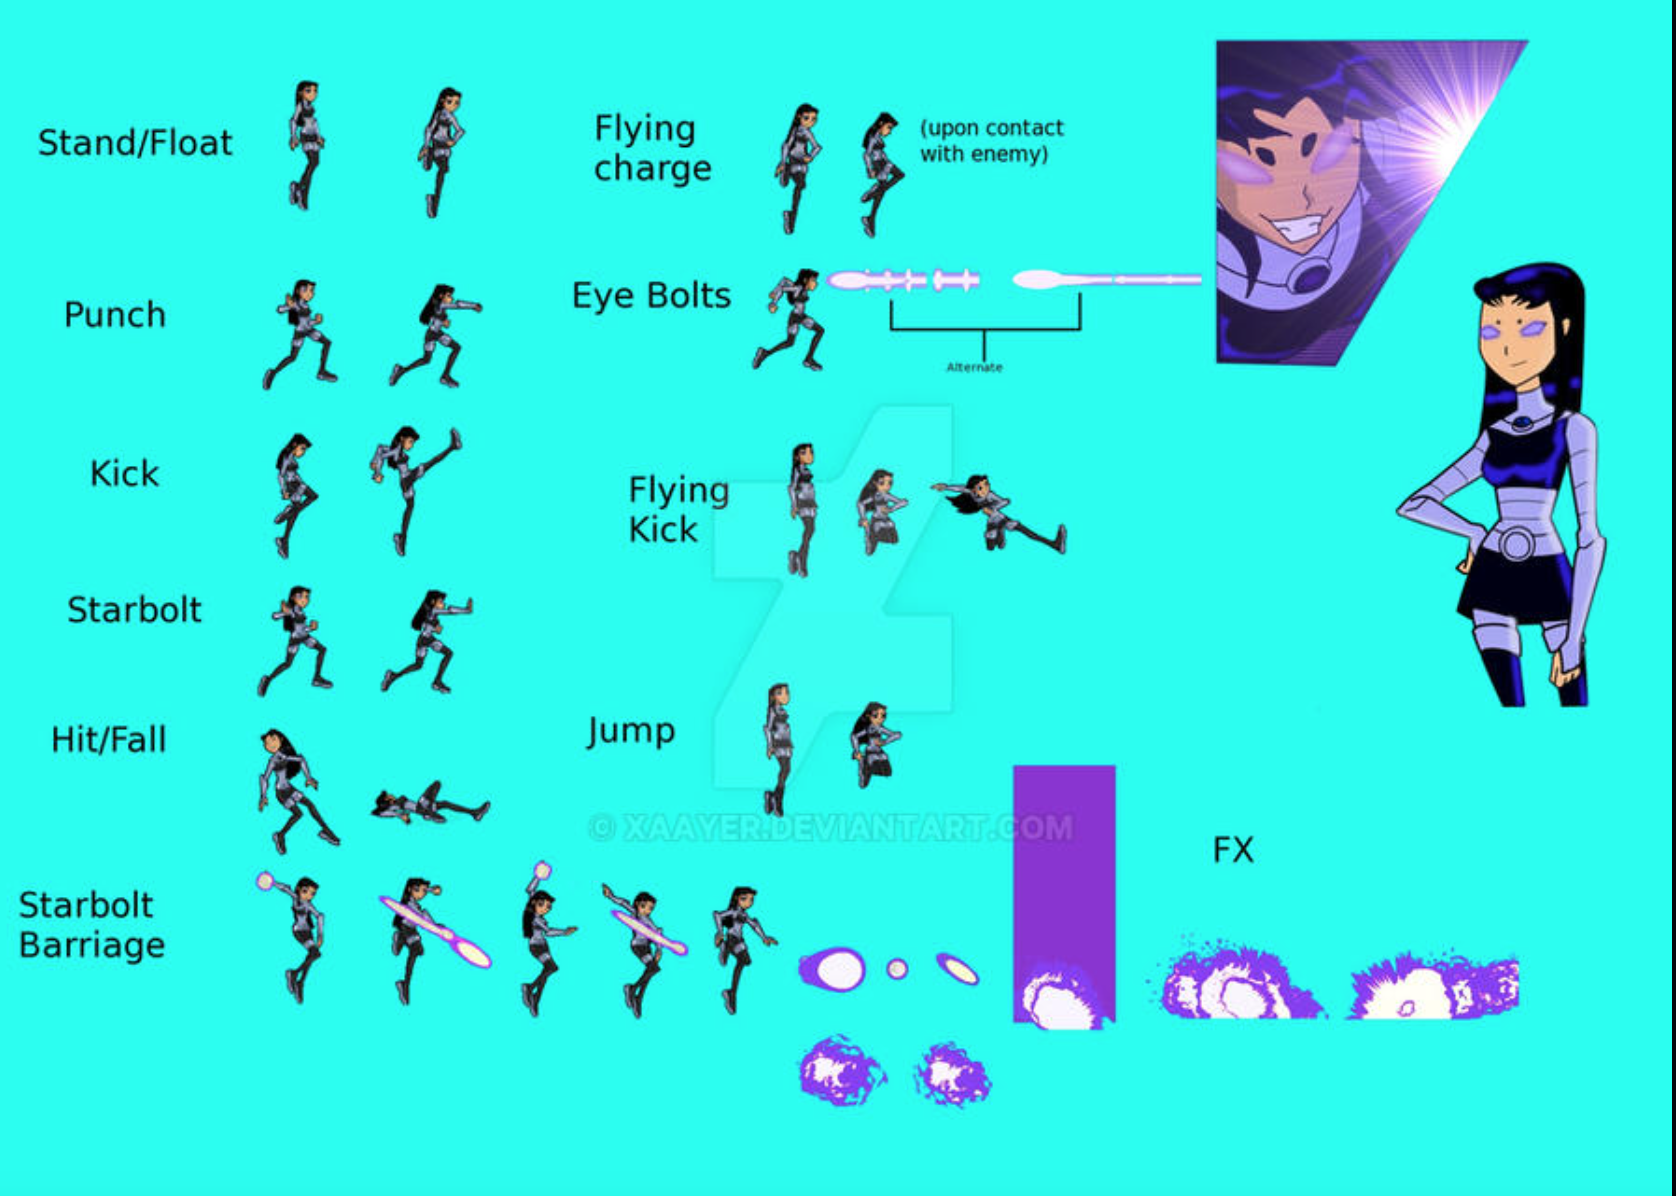 Stand/Float
Flying
charge
(upon contact
with enemy)
Punch
Eye Bolts
Alternate
Kick
Flying
Kick
Starbolt
Hit/Fall
Jump
© XAAYER.DEVIANTART.COM
FX
Starbolt
Barriage